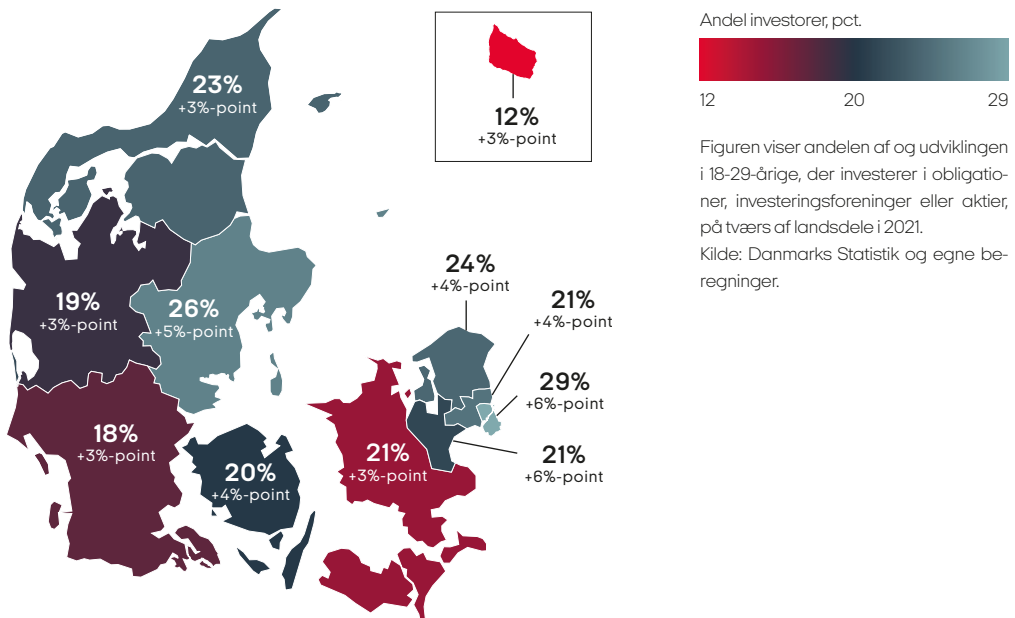 23%
+3%-point
12%
+3%-point
19%
+3%-point
26%
+5%-point
24%
+4%-point
21%
+4%-point
29%
+6%-point
21%
+6%-point
18%
+3%-point
20%
+4%-point
21%
+3%-point
Andel investorer, pct.
12 20 29
Figuren viser andelen af og udviklingen
i 18-29-årige, der investerer i obligatio-
ner, investeringsforeninger eller aktier,
på tværs af landsdele i 2021.
Kilde: Danmarks Statistik og egne be-
regninger.